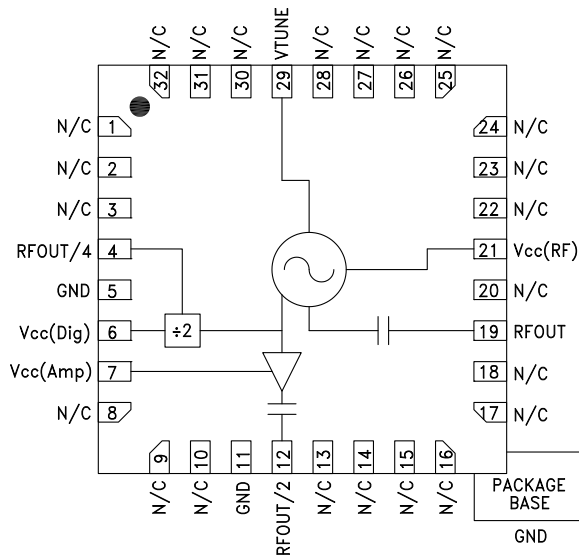 N/C N/C N/C VTUNE N/C N/C N/C N/C
32 31 30 29 28 27 26 25
N/C 1
N/C 2
N/C 3
RFOUT/4 4
GND 5
Vcc(Dig) 6
Vcc(Amp) 7
N/C 8
÷2
24 N/C
23 N/C
22 N/C
21 Vcc(RF)
20 N/C
19 RFOUT
18 N/C
17 N/C
9 10 11 12 13 14 15 16
N/C N/C GND RFOUT/2 N/C N/C N/C N/C
PACKAGE
BASE
GND